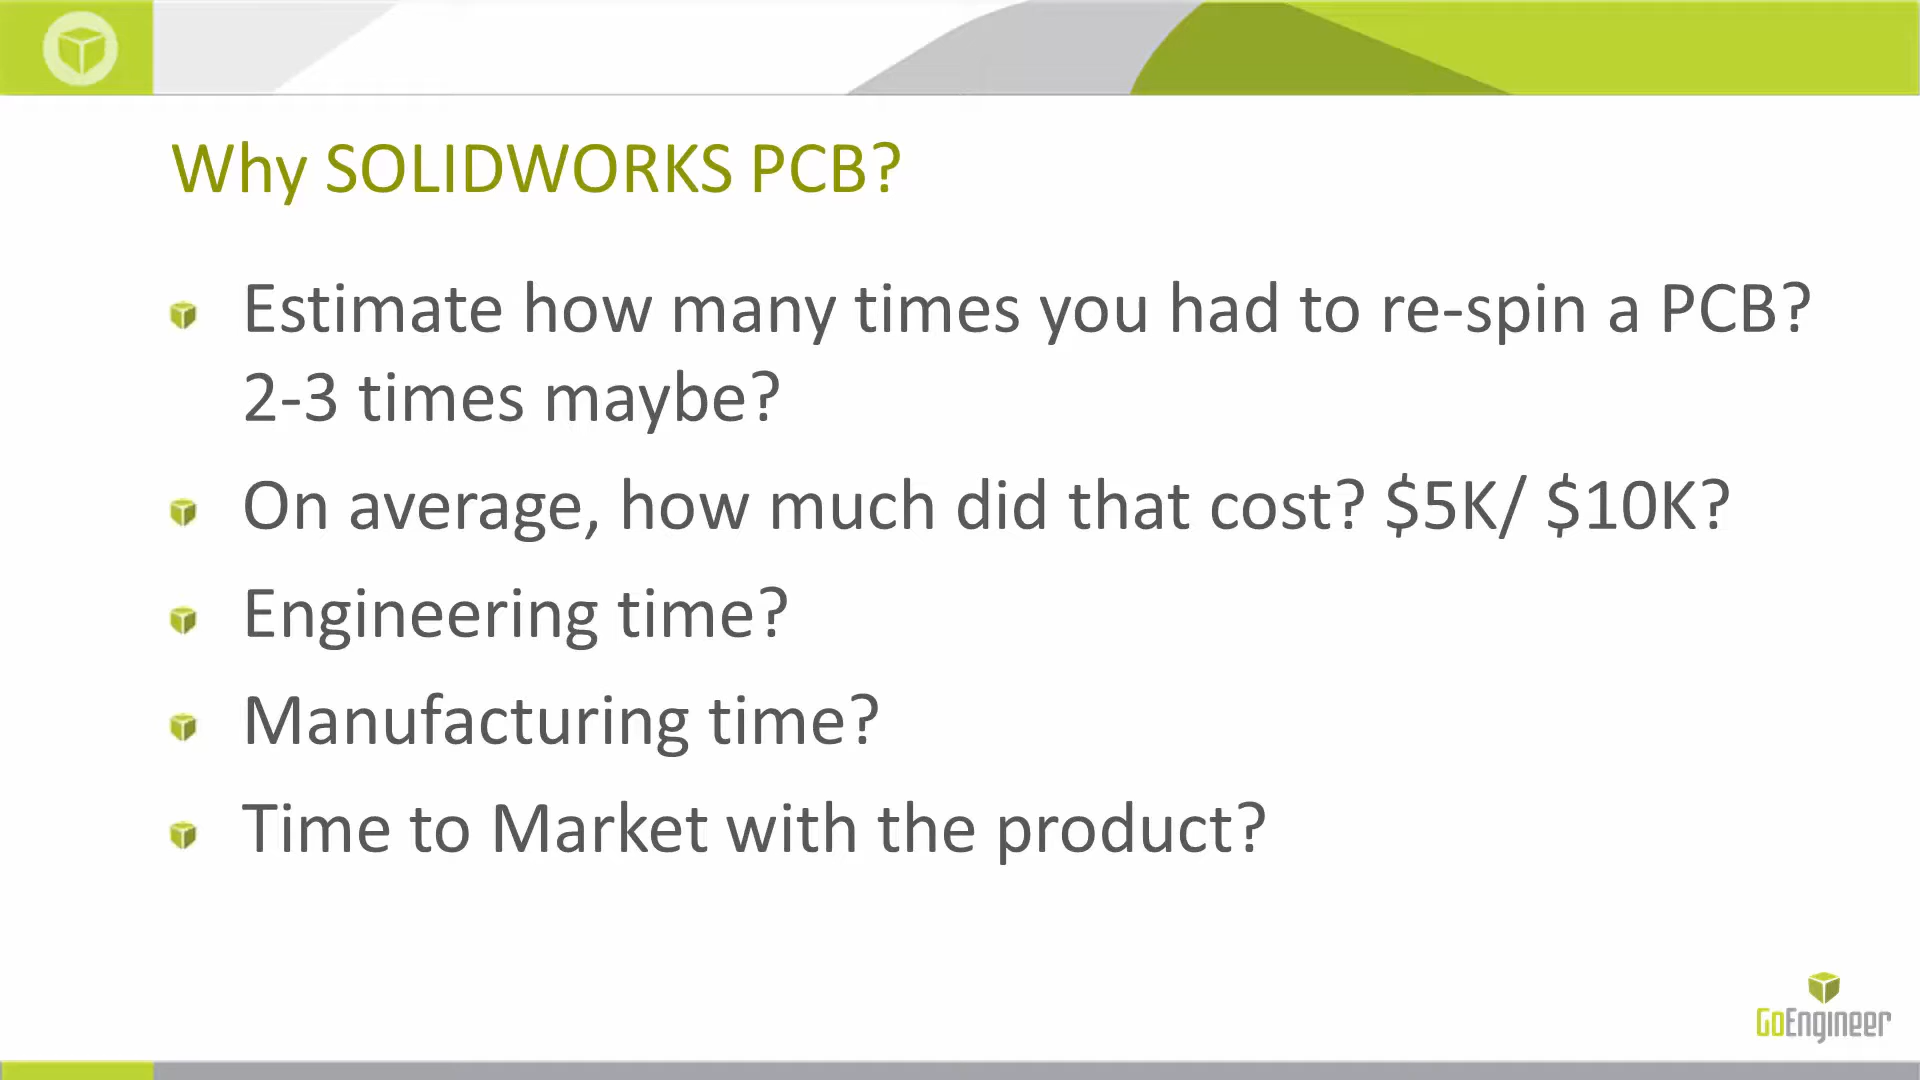 Why SOLIDWORKS PCB?
Estimate how many times you had to re-spin a PCB?
2-3 times maybe?
On average, how much did that cost? $5K/ $10K?
Engineering time?
Manufacturing time?
Time to Market with the product?
GoEngineer